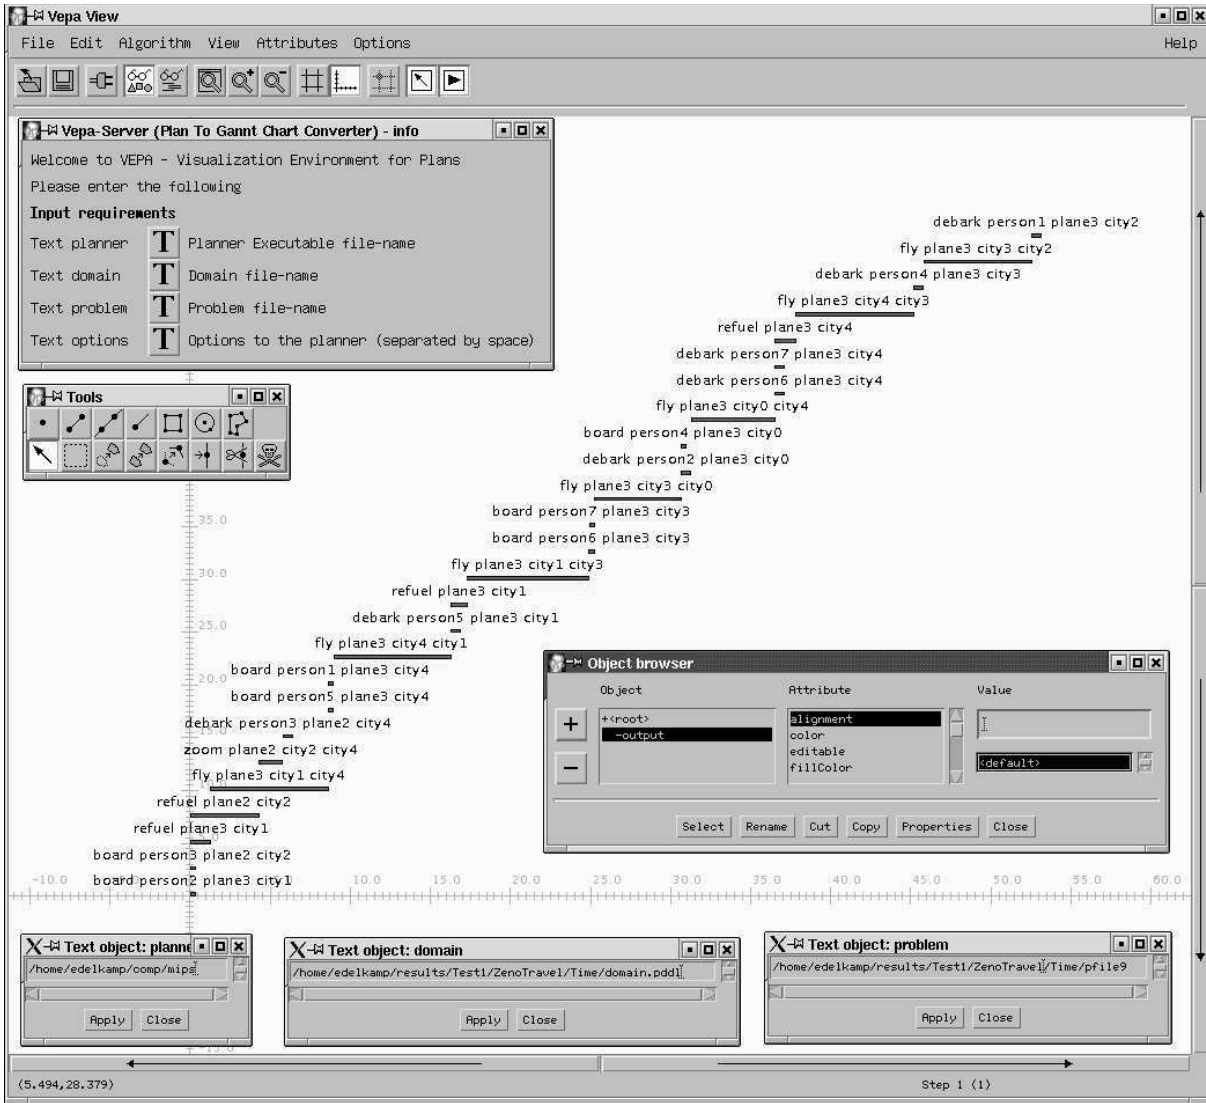 Vepa View
File Edit Algorithm View Attributes Options Help
Vepa-Server (Plan To Gannt Chart Converter) - info
Welcome to VEPA - Visualization Environment for Plans
Please enter the following
Input requirements
Text planner T Planner Executable file-name
Text domain T Domain file-name
Text problem T Problem file-name
Text options T Options to the planner (separated by space)
Tools
debark person1 plane3 city2
fly plane3 city3 city2
debark person4 plane3 city3
fly plane3 city4 city3
refuel plane3 city4
debark person7 plane3 city4
debark person6 plane3 city4
fly plane3 city0 city4
board person4 plane3 city0
debark person2 plane3 city0
fly plane3 city3 city0
board person7 plane3 city3
35.0
board person6 plane3 city3
fly plane3 city1 city3
30.0
refuel plane3 city1
debark person5 plane3 city1
25.0
fly plane3 city4 city1
board person1 plane3 city4
20.0
board person5 plane3 city4
debark person3 plane2 city4
zoom plane2 city2 city4
fly plane3 city1 city4
10.0
refuel plane2 city2
refuel plane3 city1
board person3 plane2 city2
board person2 plane3 city1
-10.0 10.0 15.0 20.0 25.0 30.0 35.0 40.0 45.0 50.0 55.0 60.0
Object browser
Object Attribute Value
+<root> alignment
-output color
editable
fillColor
<default>
+
−
Select Rename Cut Copy Properties Close
Text object: planne
/home/edelkamp/comp/mips
Apply Close
Text object: domain
/home/edelkamp/results/Test1/ZenoTravel/Time/domain.pddl
Apply Close
Text object: problem
/home/edelkamp/results/Test1/ZenoTravel/Time/pfile9
Apply Close
-15.0
(5.494,28.379) Step 1 (1)